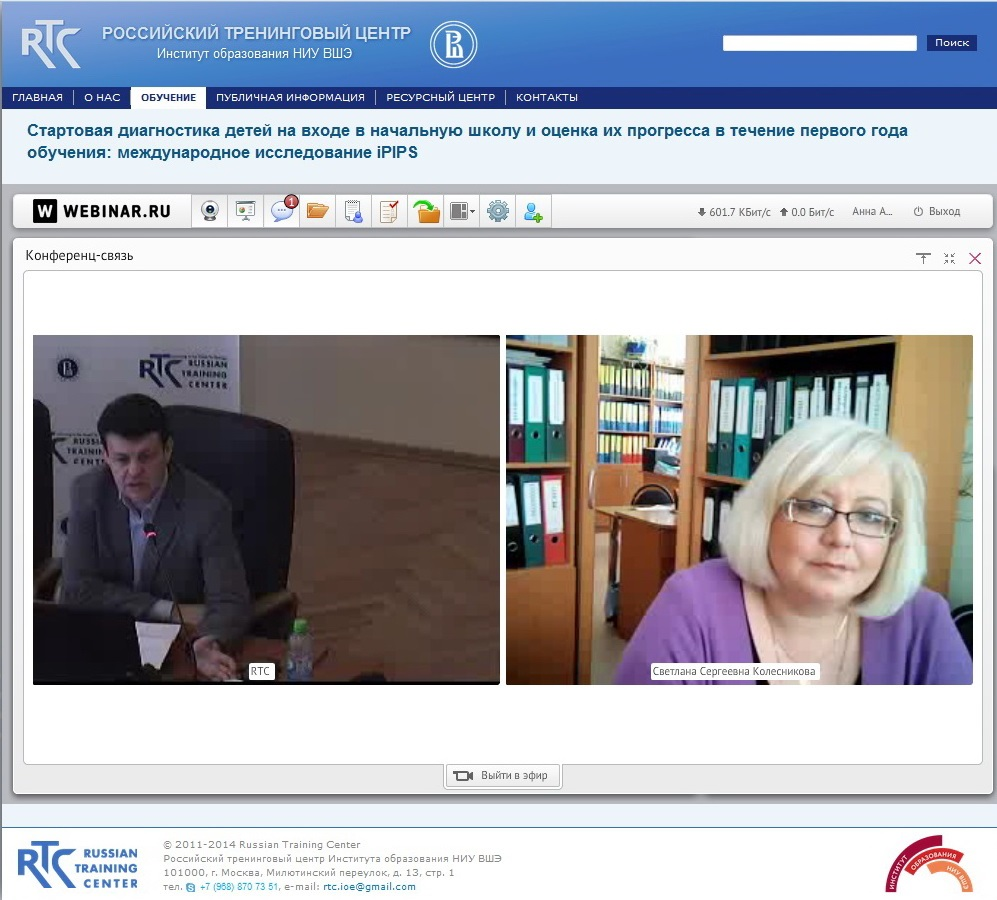 RTC
РОССИЙСКИЙ ТРЕНИНГОВЫЙ ЦЕНТР
Институт образования НИУ ВШЭ
Поиск
ГЛАВНАЯ
О НАС
ОБУЧЕНИЕ
ПУБЛИЧНАЯ ИНФОРМАЦИЯ
РЕСУРСНЫЙ ЦЕНТР
КОНТАКТЫ
Стартовая диагностика детей на входе в начальную школу и оценка их прогресса в течение первого года
обучения: международное исследование iPIPS
W WEBINAR.RU
1
601.7 КБит/с
0.0 Бит/с
Анна А...
Выход
Конференц-связь
RTC RUSSIAN
TRAINING
CENTER
RTC
Светлана Сергеевна Колесникова
Выйти в эфир
RTC RUSSIAN
TRAINING
CENTER
© 2011-2014 Russian Training Center
Российский тренинговый центр Института образования НИУ ВШЭ
101000, г. Москва, Милютинский переулок, д. 13, стр. 1
тел. +7 (968) 870 73 51, e-mail: rtc.ioe@gmail.com
ИНСТИТУТ
ОБРАЗОВАНИЯ
НИУ ВШЭ